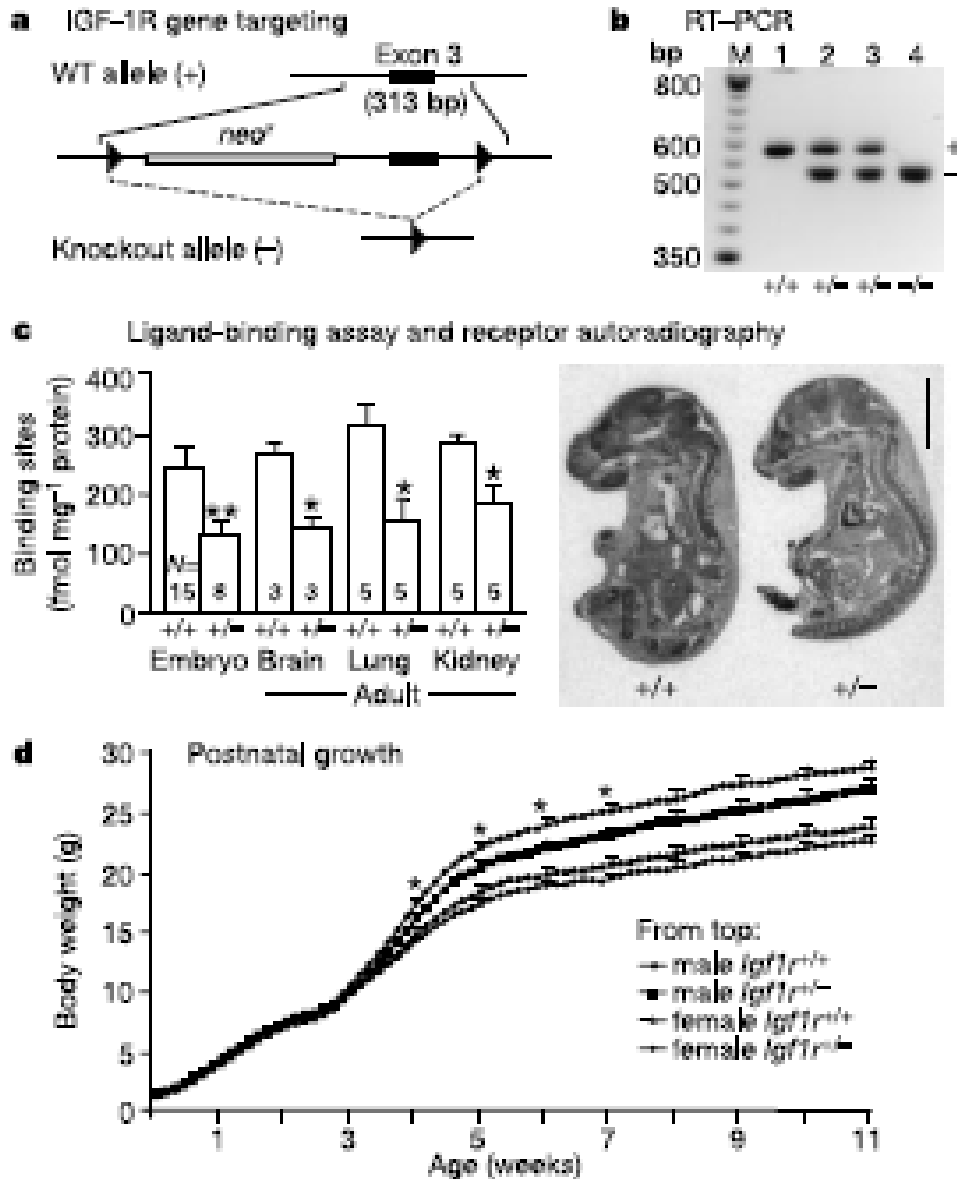 a IGF–1R gene targeting
WT allele (+)
Exon 3
(313 bp)
neoʳ
Knockout allele (–)
b RT–PCR
bp M 1 2 3 4
800
600 +
500 –
350
+/+ +/– +/– –/–
c Ligand–binding assay and receptor autoradiography
Binding sites
(fmol mg⁻¹ protein)
400
300
200
100
0
** * * *
N=
15 8 3 3 5 5 5 5
+/+ +/– +/+ +/– +/+ +/– +/+ +/–
Embryo Brain Lung Kidney
Adult
+/+ +/–
d Postnatal growth
Body weight (g)
30
25
20
15
10
5
0
* * * *
From top:
male Igf1r⁺/⁺
male Igf1r⁺/⁻
female Igf1r⁺/⁺
female Igf1r⁺/⁻
1 3 5 7 9 11
Age (weeks)